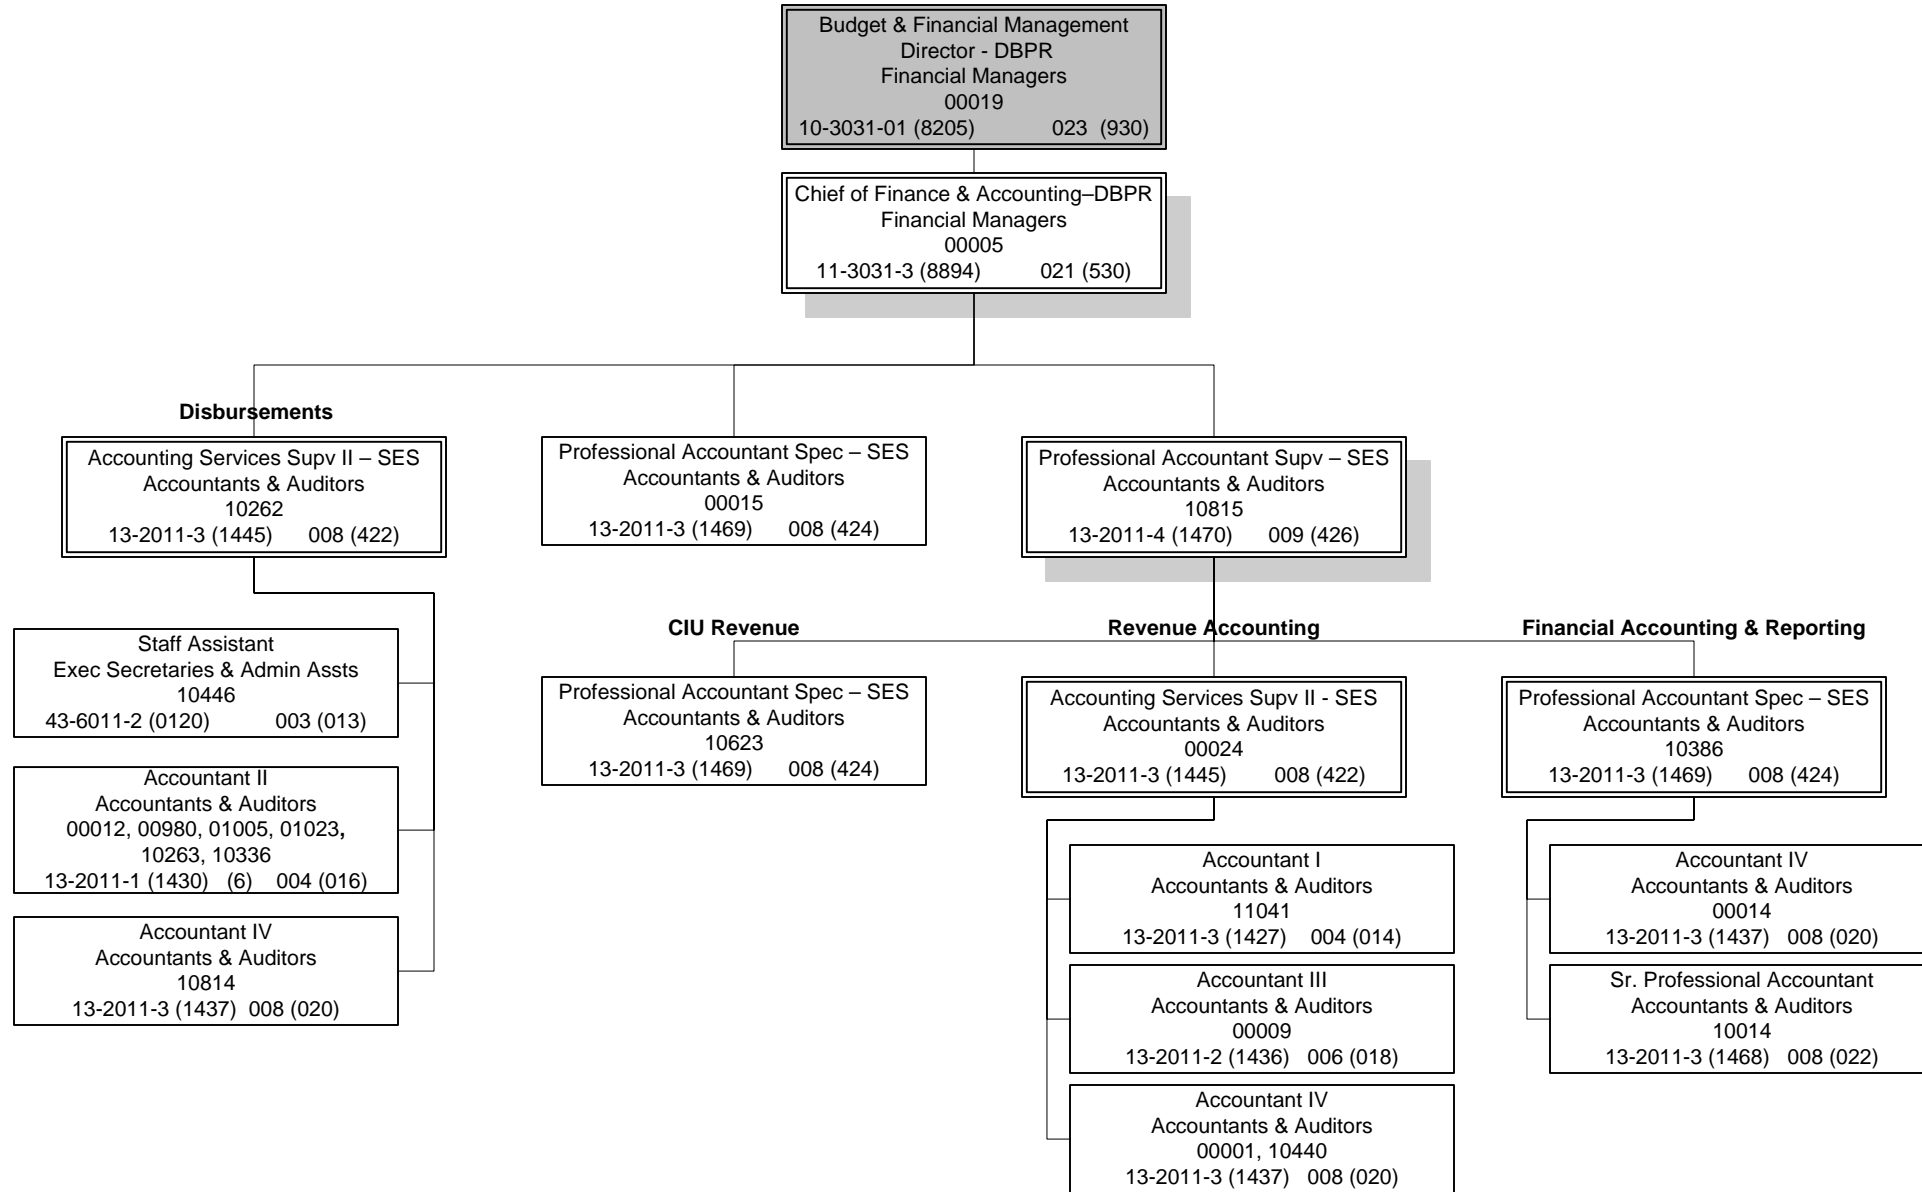 Budget & Financial Management
Director - DBPR
Financial Managers
00019
10-3031-01 (8205) 023 (930)
Chief of Finance & Accounting–DBPR
Financial Managers
00005
11-3031-3 (8894) 021 (530)
Disbursements
Accounting Services Supv II – SES
Accountants & Auditors
10262
13-2011-3 (1445) 008 (422)
Professional Accountant Spec – SES
Accountants & Auditors
00015
13-2011-3 (1469) 008 (424)
Professional Accountant Supv – SES
Accountants & Auditors
10815
13-2011-4 (1470) 009 (426)
Staff Assistant
Exec Secretaries & Admin Assts
10446
43-6011-2 (0120) 003 (013)
Accountant II
Accountants & Auditors
00012, 00980, 01005, 01023,
10263, 10336
13-2011-1 (1430) (6) 004 (016)
Accountant IV
Accountants & Auditors
10814
13-2011-3 (1437) 008 (020)
CIU Revenue
Professional Accountant Spec – SES
Accountants & Auditors
10623
13-2011-3 (1469) 008 (424)
Revenue Accounting
Accounting Services Supv II - SES
Accountants & Auditors
00024
13-2011-3 (1445) 008 (422)
Accountant I
Accountants & Auditors
11041
13-2011-3 (1427) 004 (014)
Accountant III
Accountants & Auditors
00009
13-2011-2 (1436) 006 (018)
Accountant IV
Accountants & Auditors
00001, 10440
13-2011-3 (1437) 008 (020)
Financial Accounting & Reporting
Professional Accountant Spec – SES
Accountants & Auditors
10386
13-2011-3 (1469) 008 (424)
Accountant IV
Accountants & Auditors
00014
13-2011-3 (1437) 008 (020)
Sr. Professional Accountant
Accountants & Auditors
10014
13-2011-3 (1468) 008 (022)